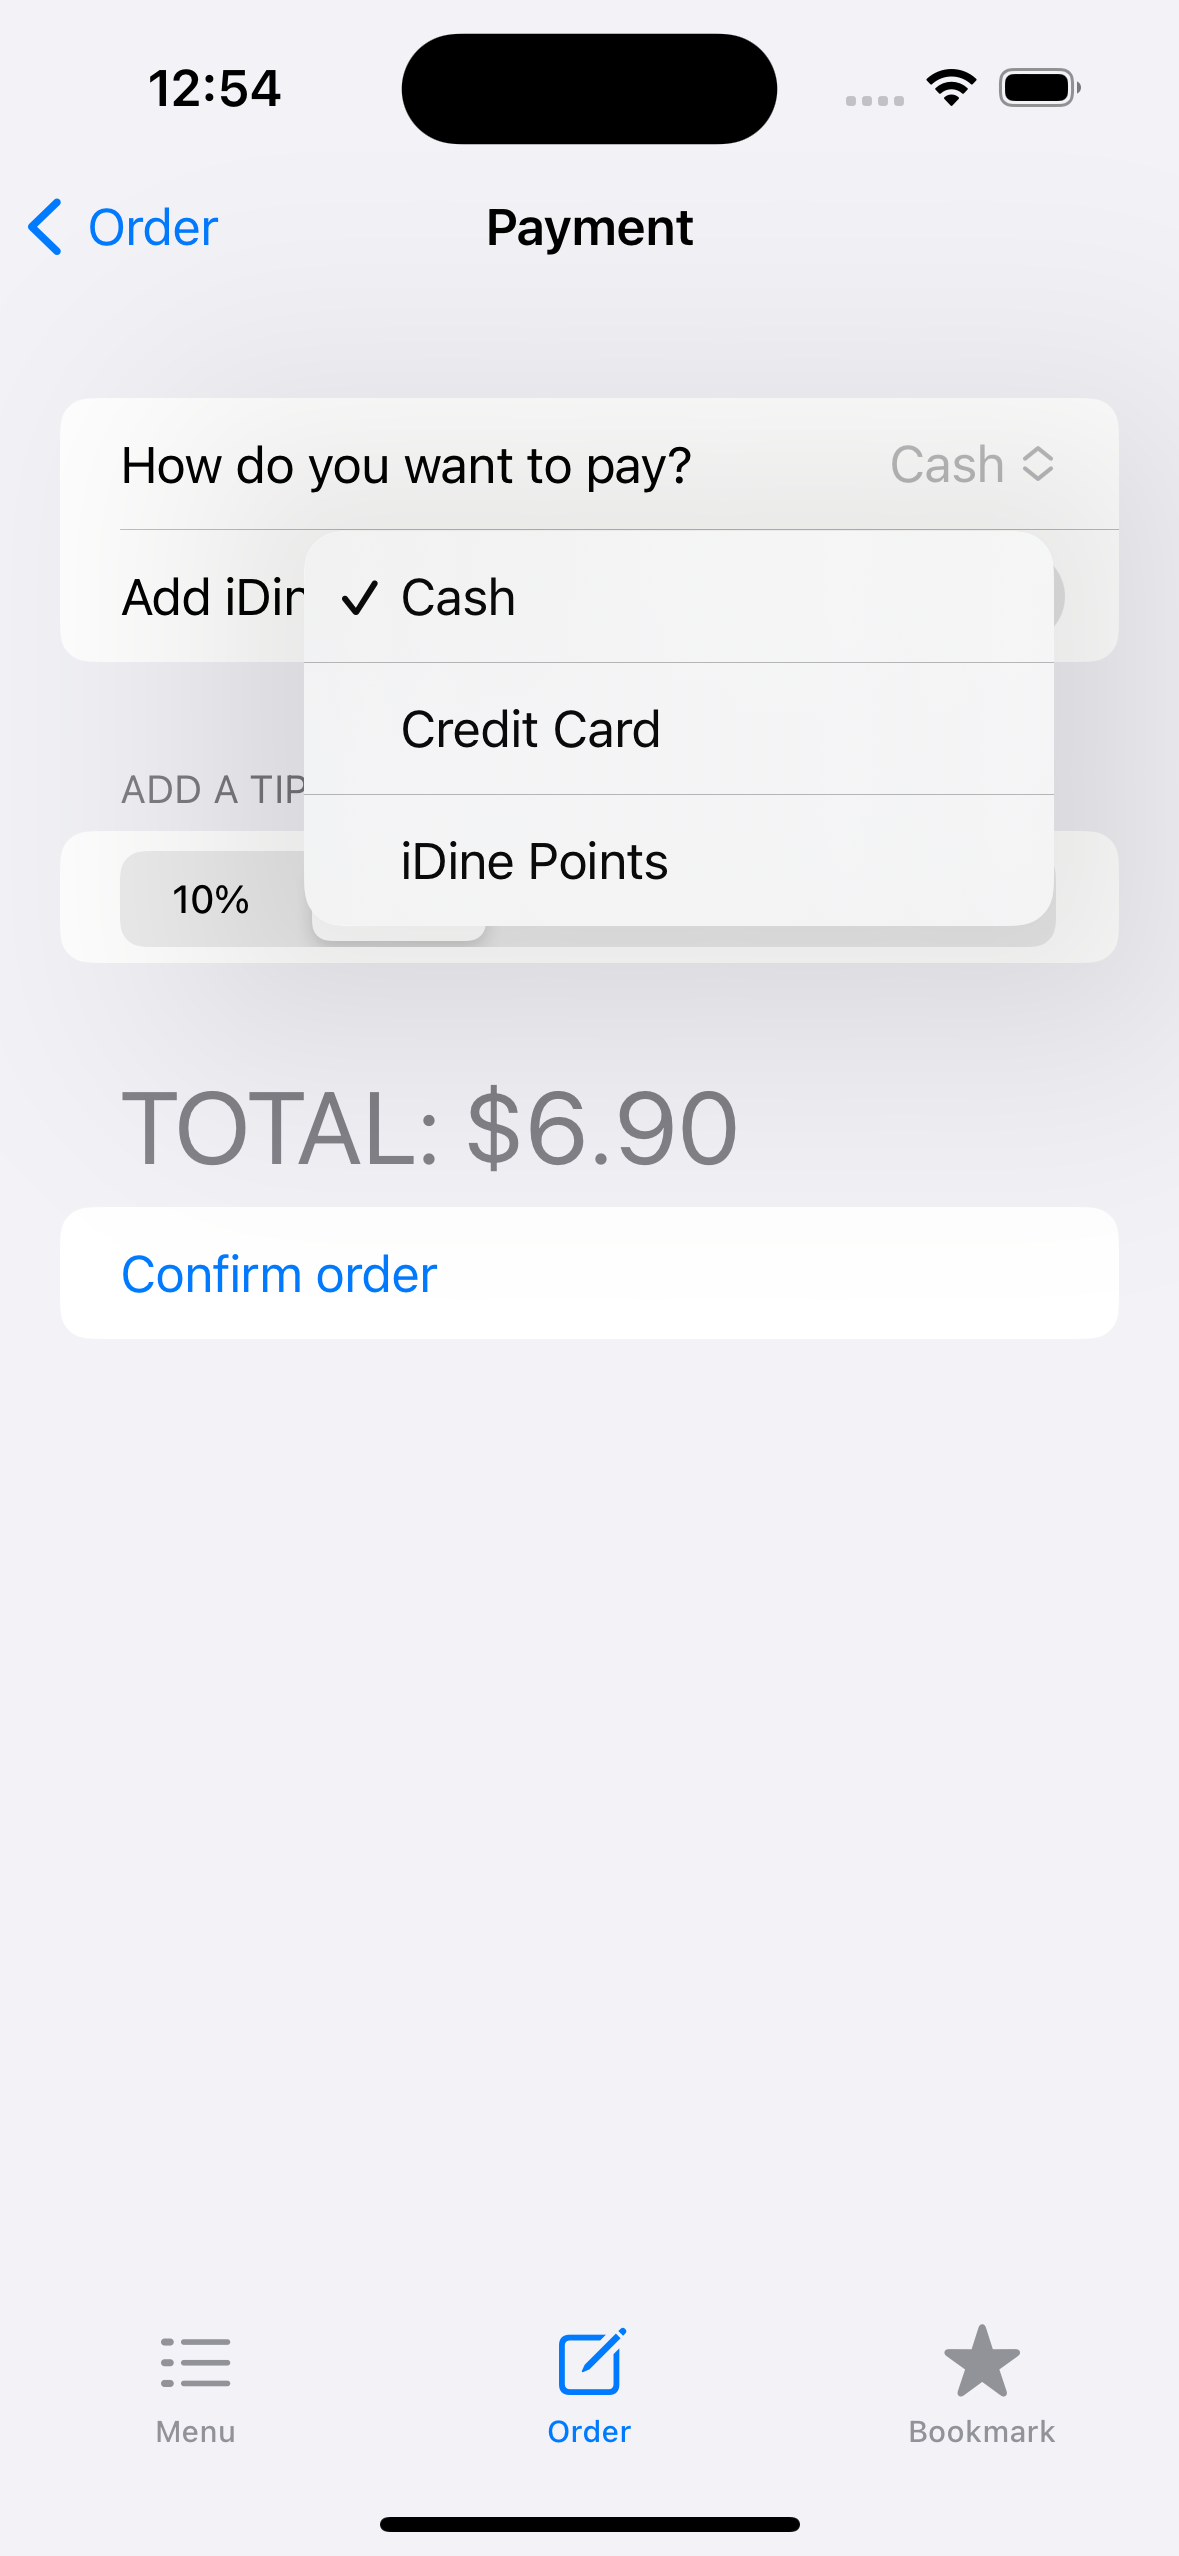 12:54
Order
Payment
How do you want to pay?
Cash
Add
Cash
Credit Card
ADD A TIP
iDine Points
10%
TOTAL: $6.90
Confirm order
Menu
Order
Bookmark